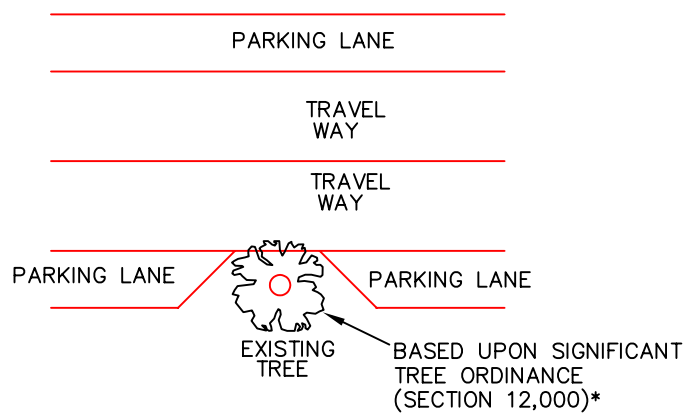 PARKING LANE
TRAVEL
WAY
TRAVEL
WAY
PARKING LANE
PARKING LANE
EXISTING
TREE
BASED UPON SIGNIFICANT
TREE ORDINANCE
(SECTION 12,000)*